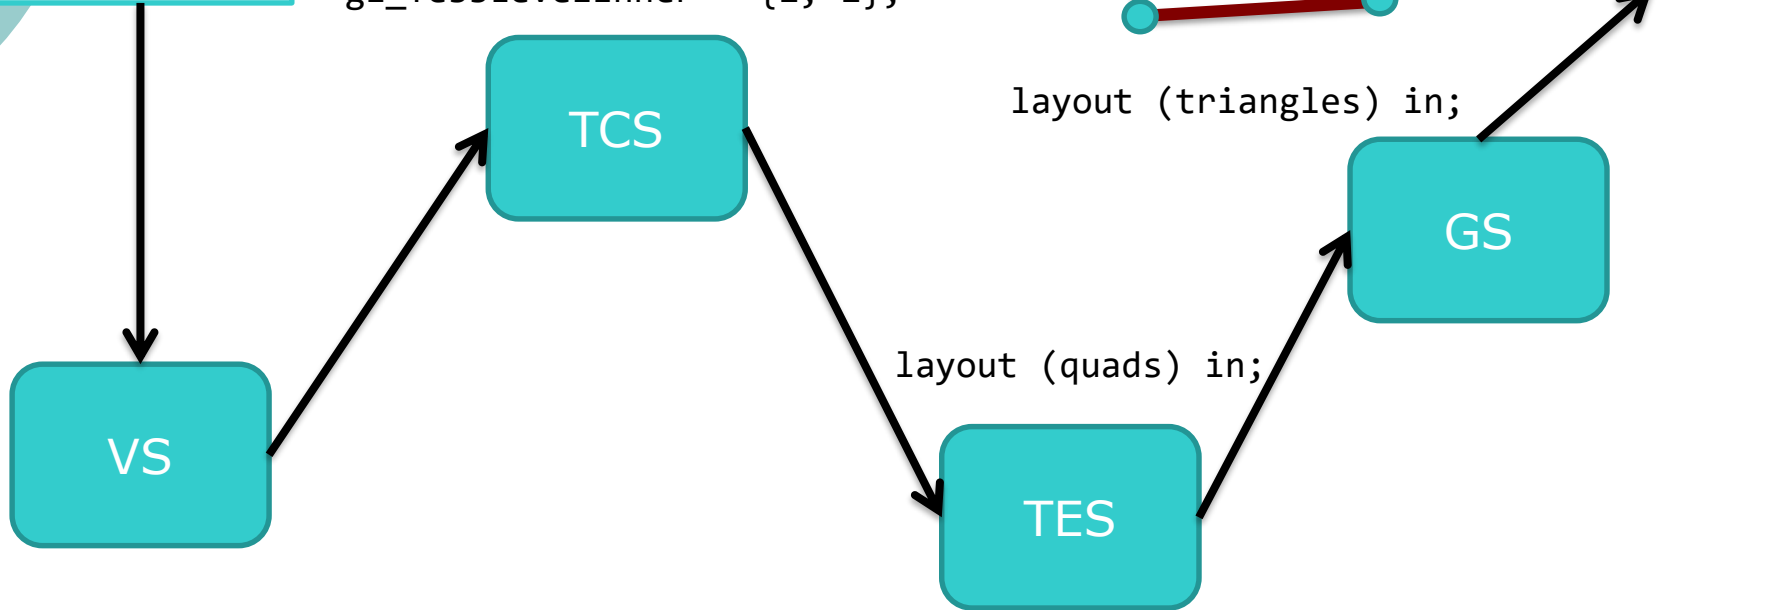 TCS
layout (triangles) in;
GS
layout (quads) in;
VS
TES